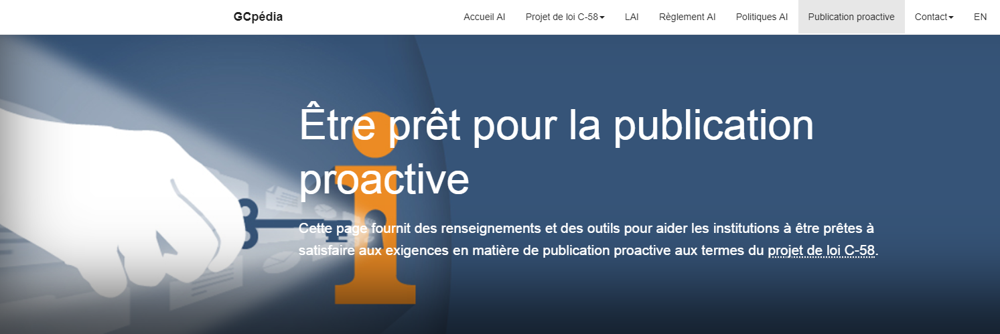 GCpédia Accueil AI Projet de loi C-58 LAI Règlement AI Politiques AI Publication proactive Contact EN
Être prêt pour la publication
proactive
Cette page fournit des renseignements et des outils pour aider les institutions à être prêtes à
satisfaire aux exigences en matière de publication proactive aux termes du projet de loi C-58.